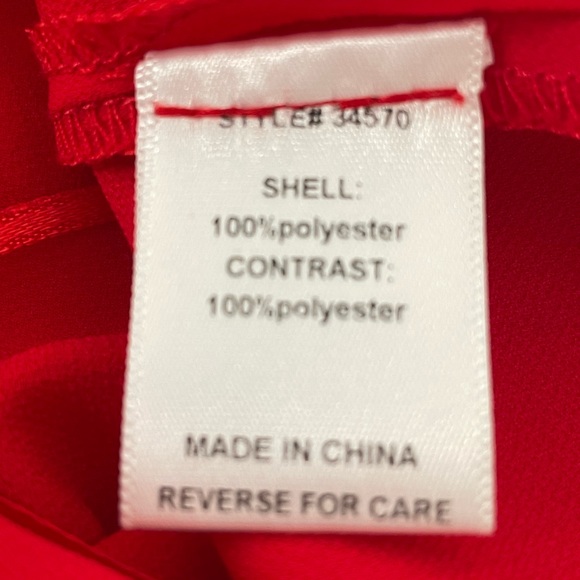 STYLE# 34570
SHELL:
100%polyester
CONTRAST:
100%polyester
MADE IN CHINA
REVERSE FOR CARE